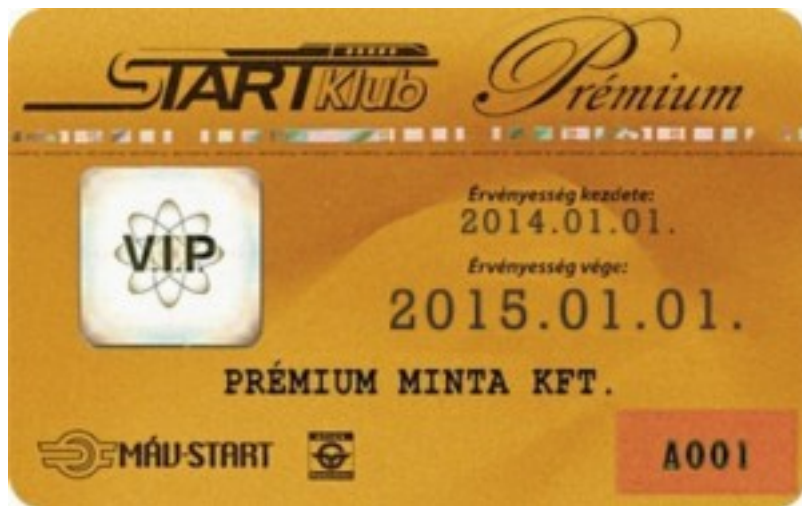 START Klub Prémium
V.I.P.
Érvényesség kezdete:
2014.01.01.
Érvényesség vége:
2015.01.01.
PRÉMIUM MINTA KFT.
MÁV-START
A001